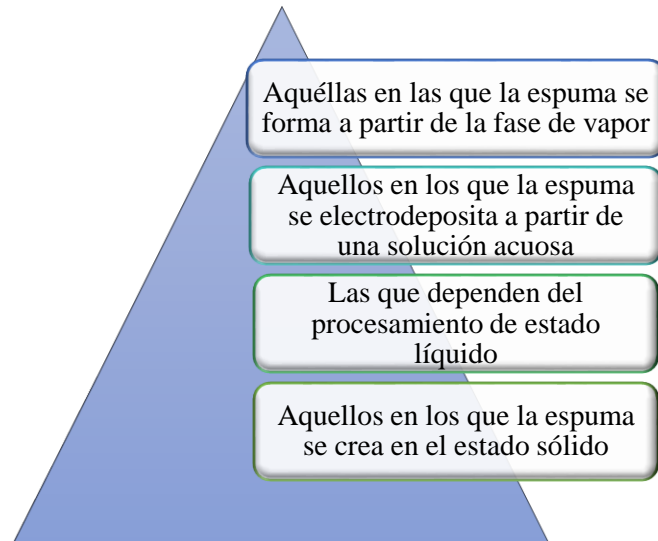 Aquéllas en las que la espuma se
forma a partir de la fase de vapor
Aquellos en los que la espuma
se electrodeposita a partir de
una solución acuosa
Las que dependen del
procesamiento de estado
líquido
Aquellos en los que la espuma
se crea en el estado sólido